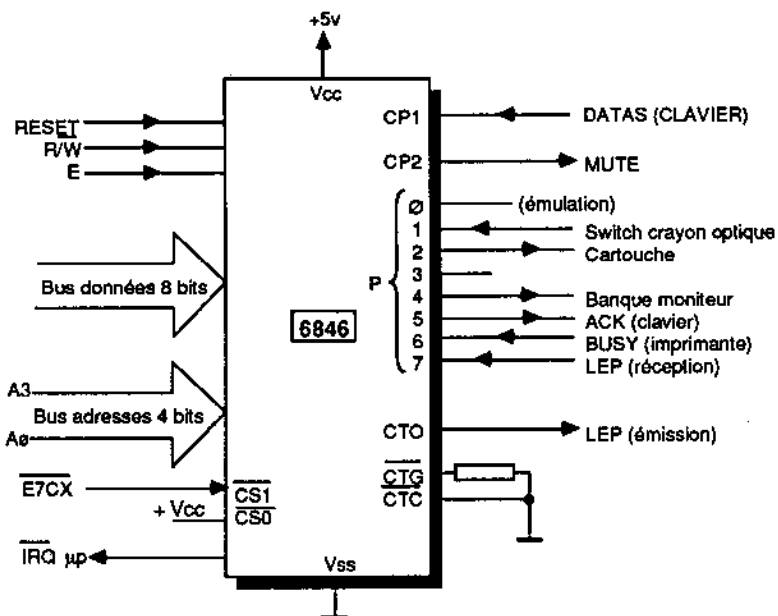 +5v
Vcc
RESET
R/W
E
CP1
DATAS (CLAVIER)
CP2
MUTE
Ø
(émulation)
1
Switch crayon optique
2
Cartouche
3
P
4
Banque moniteur
5
ACK (clavier)
6
BUSY (imprimante)
7
LEP (réception)
Bus données 8 bits
6846
A3
Bus adresses 4 bits
Aø
CTO
LEP (émission)
E7CX
CS1
+ Vcc
CS0
CTG
CTC
IRQ µp
Vss